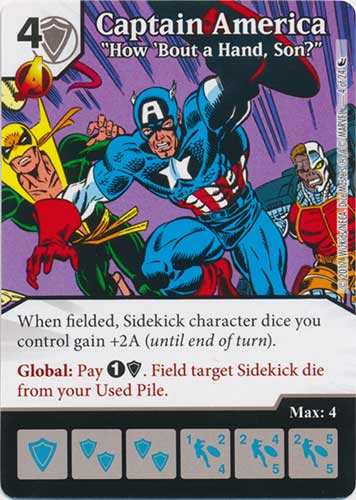 4
Captain America
"How 'Bout a Hand, Son?"
When fielded, Sidekick character dice you
control gain +2A (until end of turn).
Global: Pay 1. Field target Sidekick die
from your Used Pile.
Max: 4
1 2 4
2 4 5
2 5 5